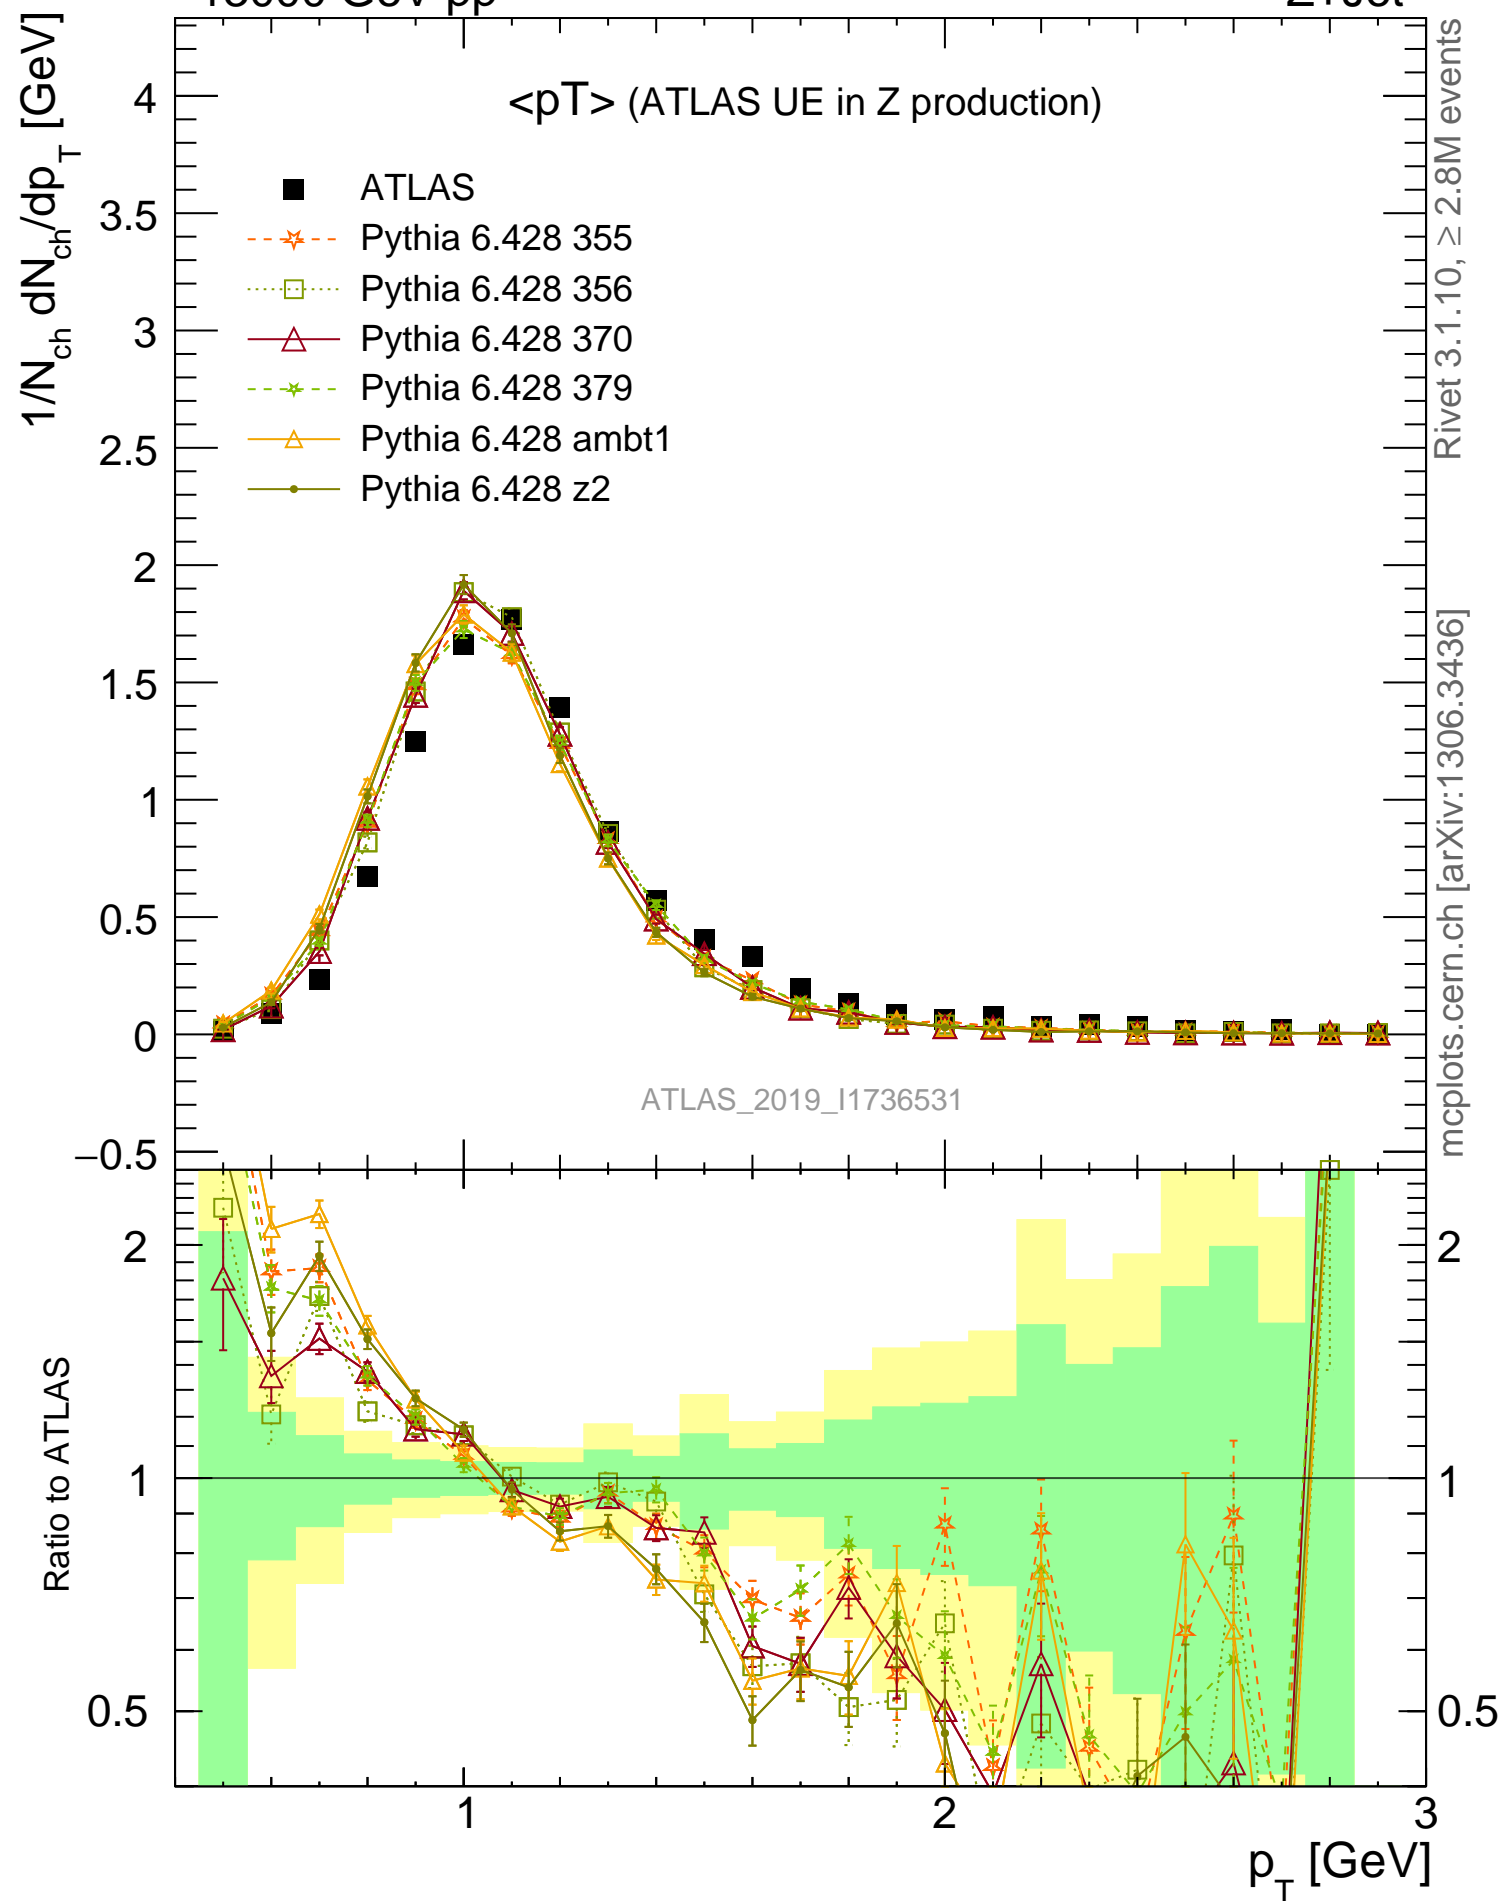 13000 GeV pp
Z+Jet
<pT> (ATLAS UE in Z production)
1/N_ch dN_ch/dp_T [GeV]
4
3.5
3
2.5
2
1.5
1
0.5
0
−0.5
ATLAS
Pythia 6.428 355
Pythia 6.428 356
Pythia 6.428 370
Pythia 6.428 379
Pythia 6.428 ambt1
Pythia 6.428 z2
ATLAS_2019_I1736531
Rivet 3.1.10, ≥ 2.8M events
mcplots.cern.ch [arXiv:1306.3436]
Ratio to ATLAS
2
1
0.5
2
1
0.5
1
2
3
p_T [GeV]